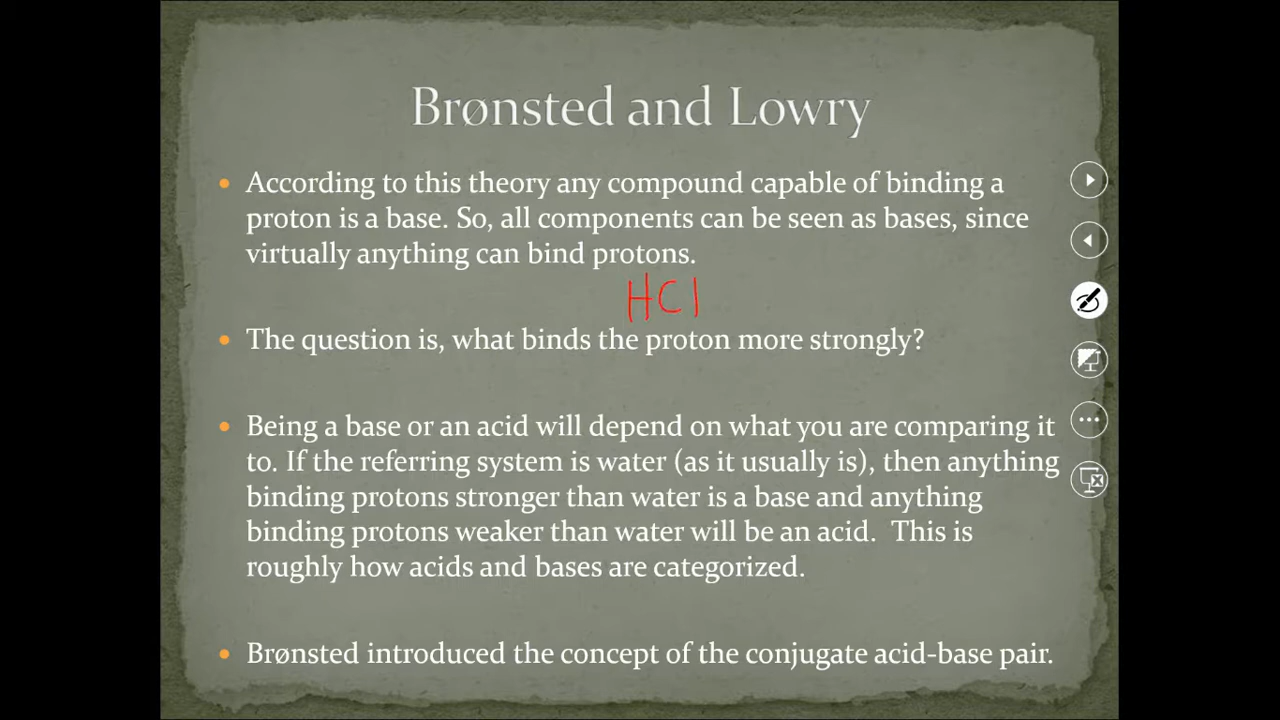 Brønsted and Lowry
According to this theory any compound capable of binding a
proton is a base. So, all components can be seen as bases, since
virtually anything can bind protons.
HCl
The question is, what binds the proton more strongly?
Being a base or an acid will depend on what you are comparing it
to. If the referring system is water (as it usually is), then anything
binding protons stronger than water is a base and anything
binding protons weaker than water will be an acid.  This is
roughly how acids and bases are categorized.
Brønsted introduced the concept of the conjugate acid-base pair.